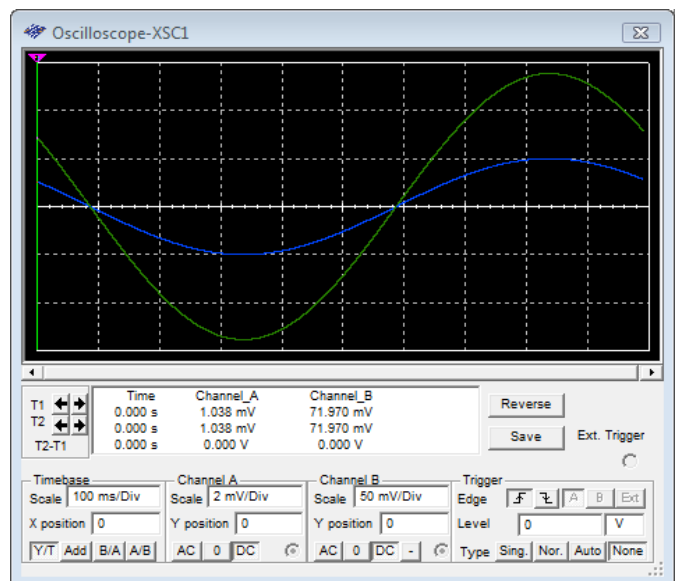 Oscilloscope-XSC1
Time Channel_A Channel_B
T1 0.000 s 1.038 mV 71.970 mV
T2 0.000 s 1.038 mV 71.970 mV
T2-T1 0.000 s 0.000 V 0.000 V
Reverse
Save
Ext. Trigger
Timebase
Scale 100 ms/Div
X position 0
Y/T Add B/A A/B
Channel A
Scale 2 mV/Div
Y position 0
AC 0 DC
Channel B
Scale 50 mV/Div
Y position 0
AC 0 DC -
Trigger
Edge A B Ext
Level 0 V
Type Sing. Nor. Auto None